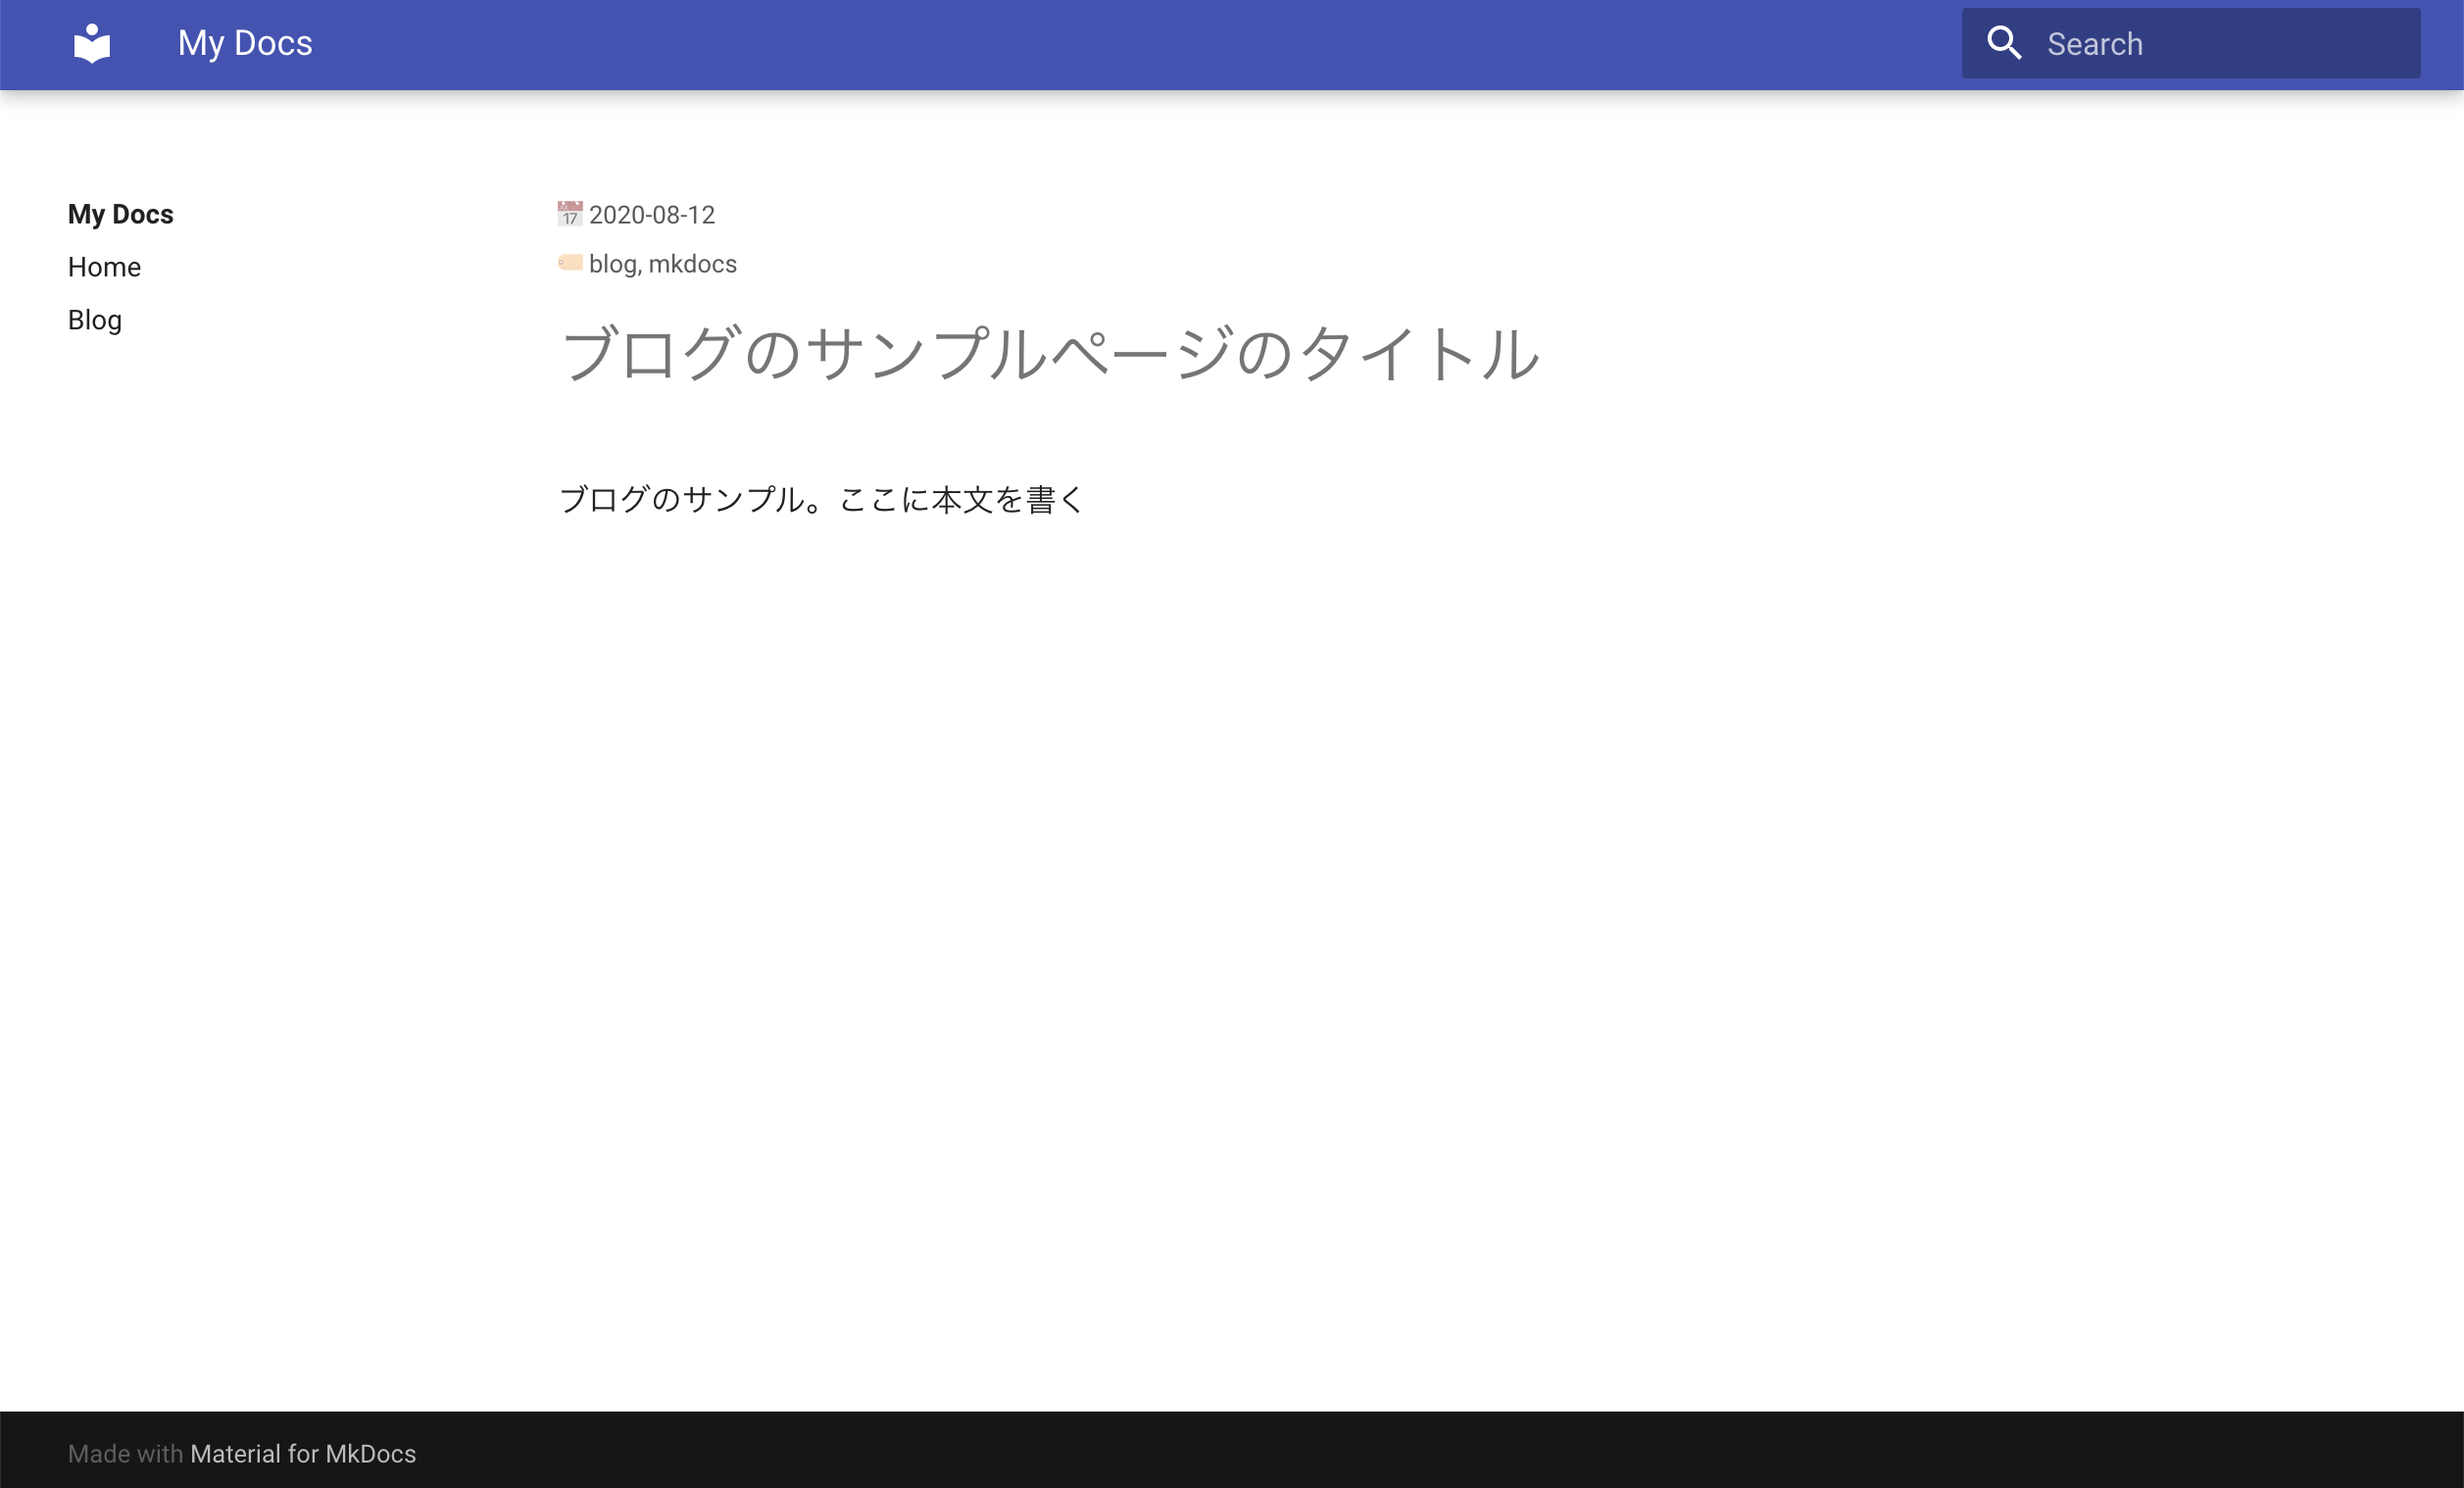 My Docs
Search
My Docs
Home
Blog
17 2020-08-12
blog, mkdocs
ブログのサンプルページのタイトル
ブログのサンプル。ここに本文を書く
Made with Material for MkDocs